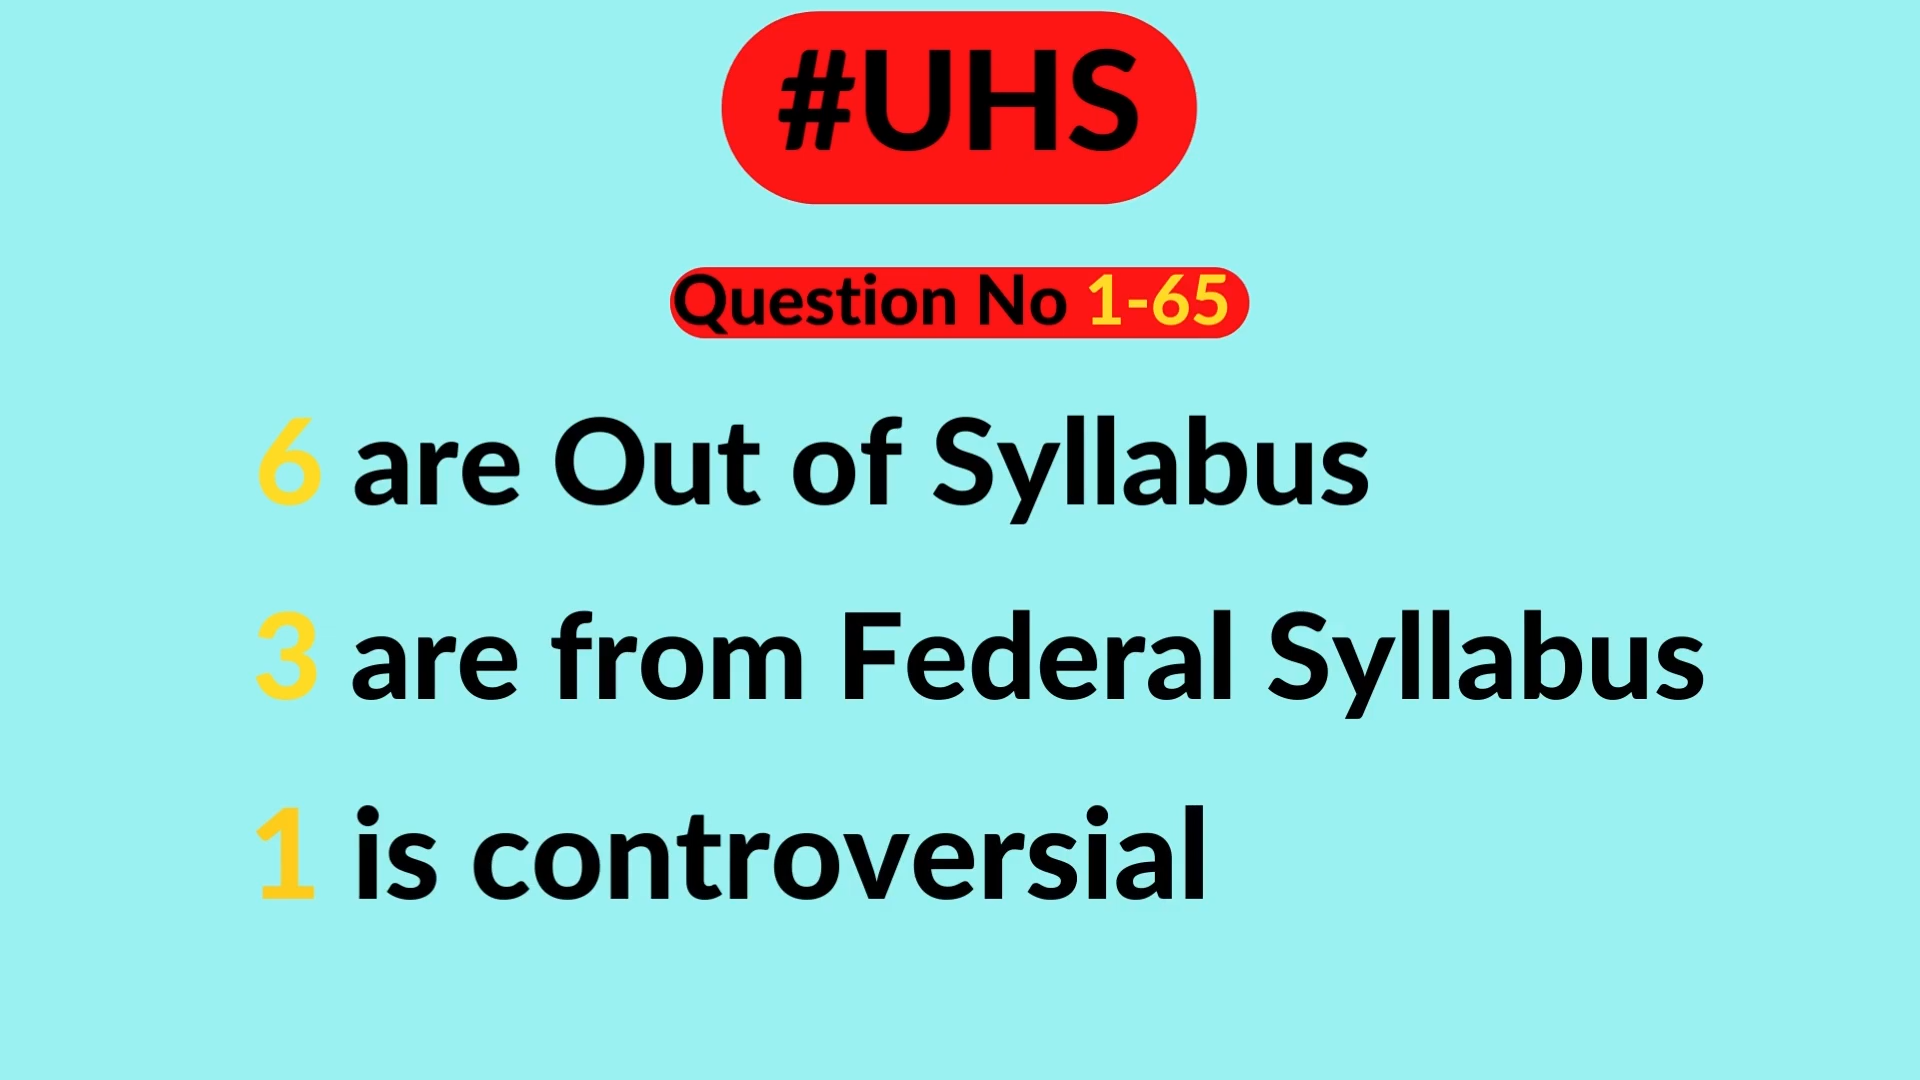 #UHS
Question No 1-65
6 are Out of Syllabus
3 are from Federal Syllabus
1 is controversial